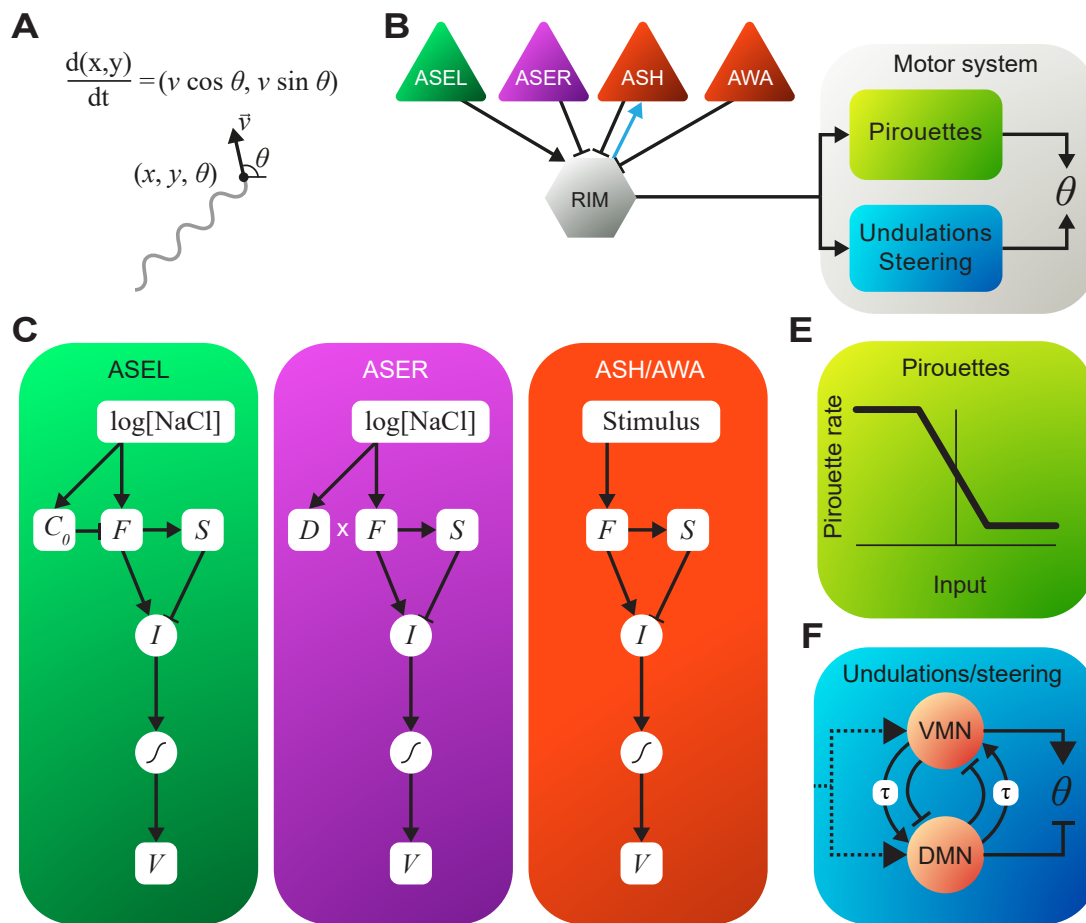 A
d(x,y)
dt
=(v cos θ, v sin θ)
v⃗
θ
(x, y, θ)
B
ASEL
ASER
ASH
AWA
RIM
Motor system
Pirouettes
Undulations
Steering
θ
C
ASEL
log[NaCl]
C₀
F
S
I
V
ASER
log[NaCl]
D
x
F
S
I
V
ASH/AWA
Stimulus
F
S
I
V
E
Pirouettes
Pirouette rate
Input
F
Undulations/steering
VMN
τ
τ
θ
DMN